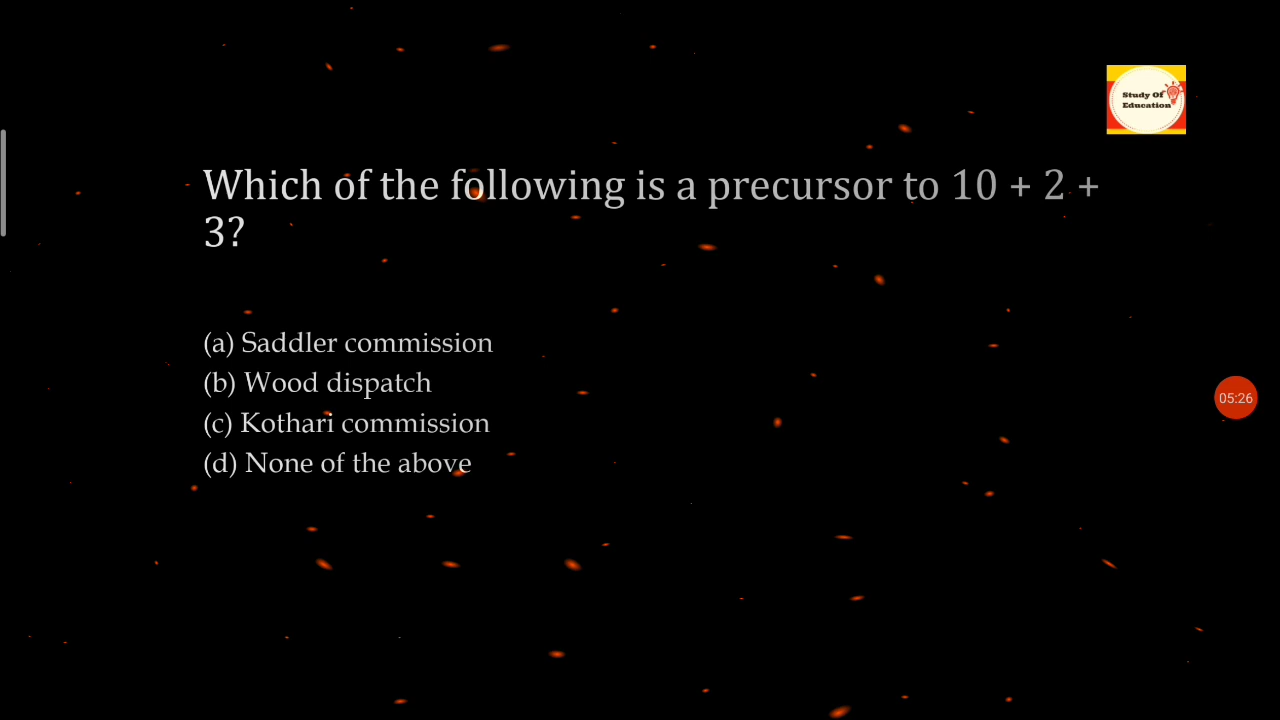 Study Of
Education
Which of the following is a precursor to 10 + 2 +
3?
(a) Saddler commission
(b) Wood dispatch
(c) Kothari commission
(d) None of the above
05:26